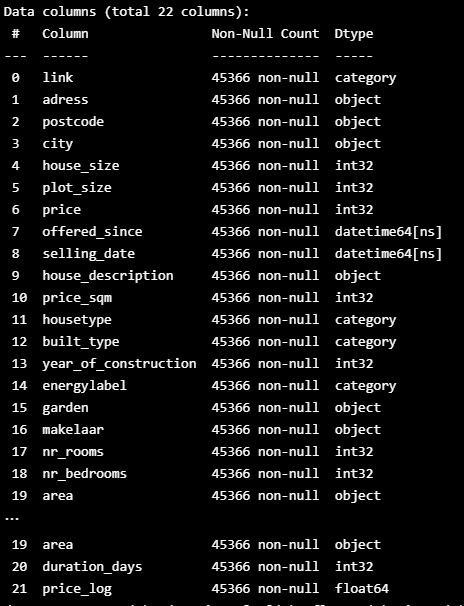 Data columns (total 22 columns):
 #   Column                Non-Null Count  Dtype
---  ------                --------------  -----
 0   link                  45366 non-null  category
 1   adress                45366 non-null  object
 2   postcode              45366 non-null  object
 3   city                  45366 non-null  object
 4   house_size            45366 non-null  int32
 5   plot_size             45366 non-null  int32
 6   price                 45366 non-null  int32
 7   offered_since         45366 non-null  datetime64[ns]
 8   selling_date          45366 non-null  datetime64[ns]
 9   house_description     45366 non-null  object
 10  price_sqm             45366 non-null  int32
 11  housetype             45366 non-null  category
 12  built_type            45366 non-null  category
 13  year_of_construction  45366 non-null  int32
 14  energylabel           45366 non-null  category
 15  garden                45366 non-null  object
 16  makelaar              45366 non-null  object
 17  nr_rooms              45366 non-null  int32
 18  nr_bedrooms           45366 non-null  int32
 19  area                  45366 non-null  object
...
 19  area                  45366 non-null  object
 20  duration_days         45366 non-null  int32
 21  price_log             45366 non-null  float64